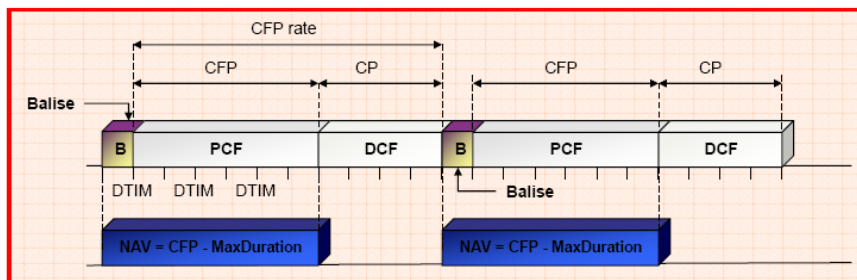 CFP rate
CFP CP CFP CP
Balise
B PCF DCF B PCF DCF
DTIM DTIM DTIM Balise
NAV = CFP - MaxDuration NAV = CFP - MaxDuration